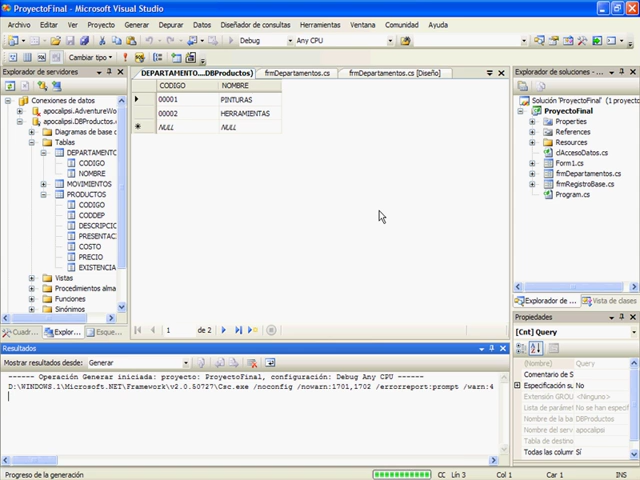 ProyectoFinal - Microsoft Visual Studio
Archivo Editar Ver Proyecto Generar Depurar Datos Diseñador de consultas Herramientas Ventana Comunidad Ayuda
Debug Any CPU
Cambiar tipo
Explorador de servidores
Conexiones de datos
apocalipsi.AdventureWo
apocalipsi.DBProductos.
Diagramas de base c
Tablas
DEPARTAMENTO
CODIGO
NOMBRE
MOVIMIENTOS
PRODUCTOS
CODIGO
CODDEP
DESCRIPCIO
PRESENTAC
COSTO
PRECIO
EXISTENCIA
Vistas
Procedimientos alma
Funciones
Sinónimos
Cuadr... Explor... Esque...
DEPARTAMENTO....DBProductos) frmDepartamentos.cs frmDepartamentos.cs [Diseño]
CODIGO NOMBRE
00001 PINTURAS
00002 HERRAMIENTAS
NULL NULL
1 de 2
Explorador de soluciones - ...
Solución 'ProyectoFinal' (1 proyecto
ProyectoFinal
Properties
References
Resources
clAccesoDatos.cs
Form1.cs
frmDepartamentos.cs
frmRegistroBase.cs
Program.cs
Explorador de ... Vista de clases
Propiedades
[Cnt] Query
(Nombre) Query
Comentario de S
Especificación su No
Extensión GROU <Ninguno>
Lista de parámet No se han especif
Nombre de la ba DBProductos
Nombre del serv apocalipsi
Tabla de destino
Todas las column Sí
Resultados
Mostrar resultados desde: Generar
------ Operación Generar iniciada: proyecto: ProyectoFinal, configuración: Debug Any CPU ------
D:\WINDOWS.1\Microsoft.NET\Framework\v2.0.50727\Csc.exe /noconfig /nowarn:1701,1702 /errorreport:prompt /warn:4
Progreso de la generación CC Lín 3 Col 1 Car 1 INS